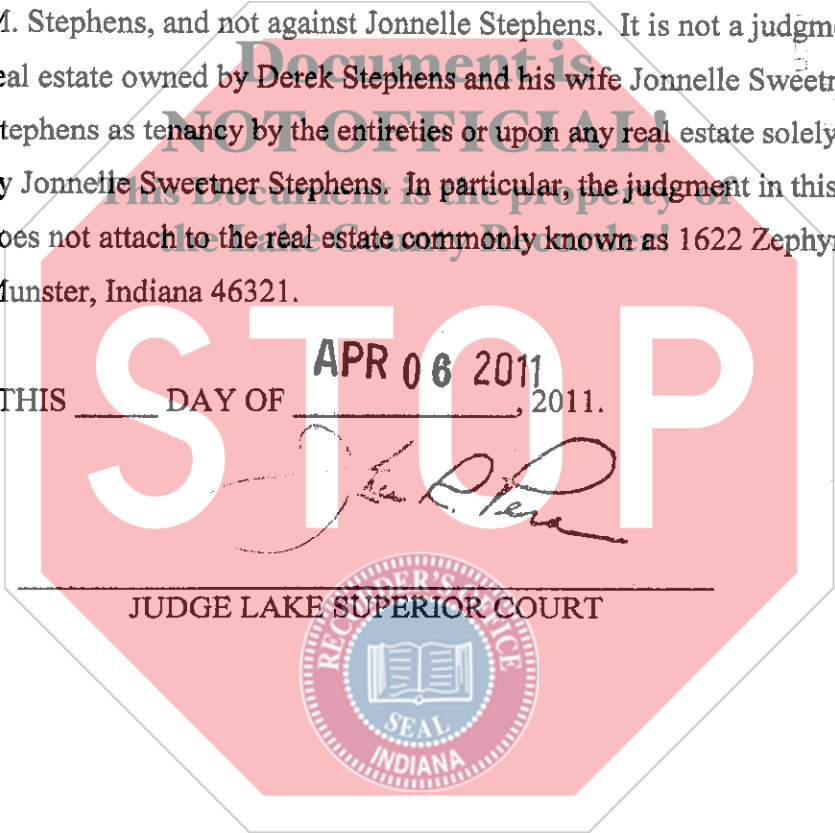 M. Stephens, and not against Jonnelle Stephens. It is not a judgm
eal estate owned by Derek Stephens and his wife Jonnelle Sweetn
tephens as tenancy by the entireties or upon any real estate solely
y Jonnelle Sweetner Stephens. In particular, the judgment in this
oes not attach to the real estate commonly known as 1622 Zephyr
Munster, Indiana 46321.
Document is
NOT OFFICIAL!
This Document is the property of
the Lake County Recorder!
STOP
APR 06 2011
THIS ______ DAY OF ________________, 2011.
JUDGE LAKE SUPERIOR COURT
RECORDER'S OFFICE
SEAL
INDIANA